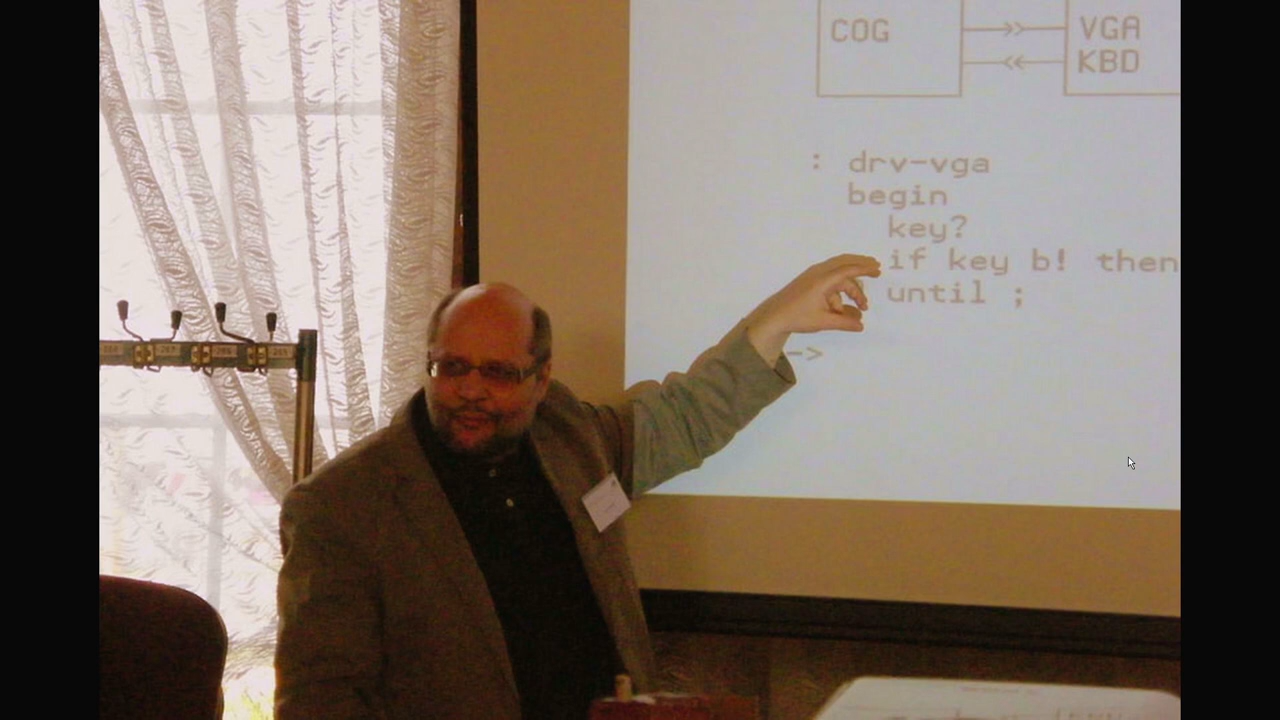 COG
VGA
KBD
: drv-vga
begin
key?
if key b! then
until ;
->